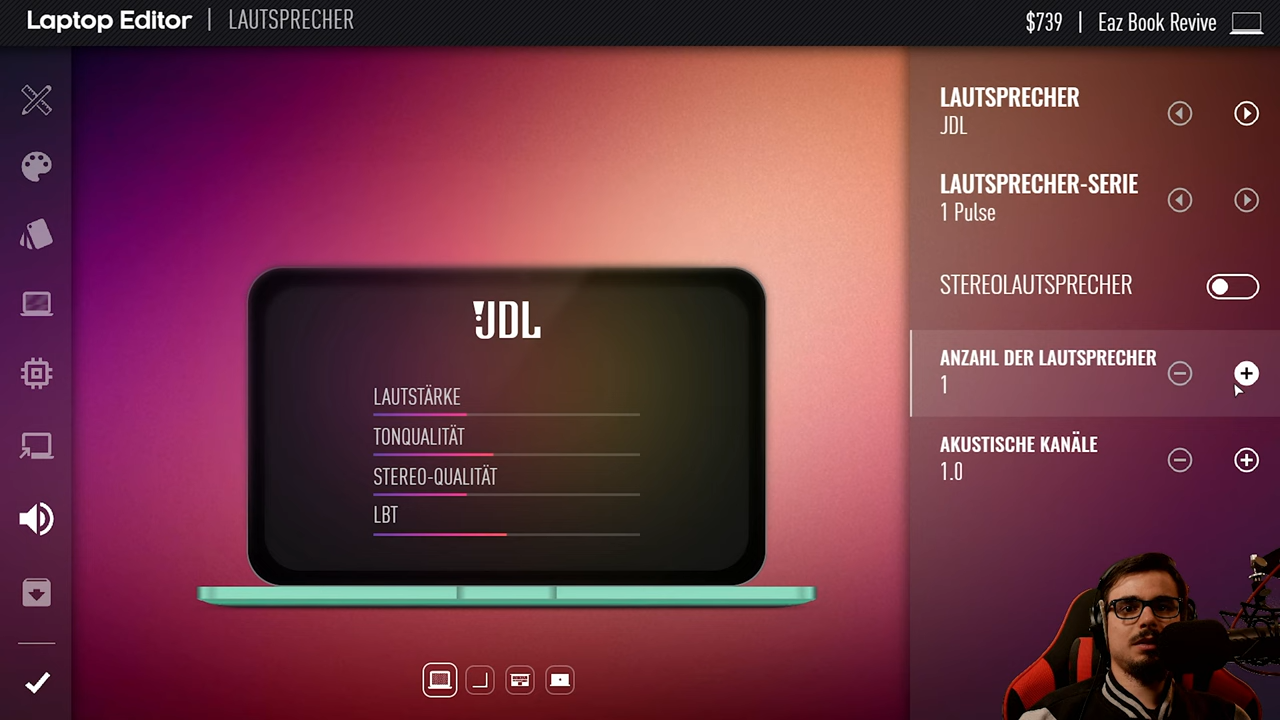 Laptop Editor | LAUTSPRECHER
$739 | Eaz Book Revive
LAUTSPRECHER
JDL
LAUTSPRECHER-SERIE
1 Pulse
STEREOLAUTSPRECHER
ANZAHL DER LAUTSPRECHER
1
AKUSTISCHE KANÄLE
1.0
JDL
LAUTSTÄRKE
TONQUALITÄT
STEREO-QUALITÄT
LBT